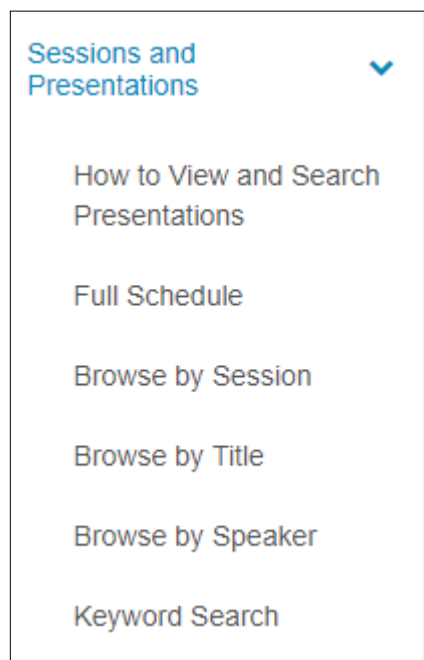 Sessions and
Presentations
How to View and Search
Presentations
Full Schedule
Browse by Session
Browse by Title
Browse by Speaker
Keyword Search